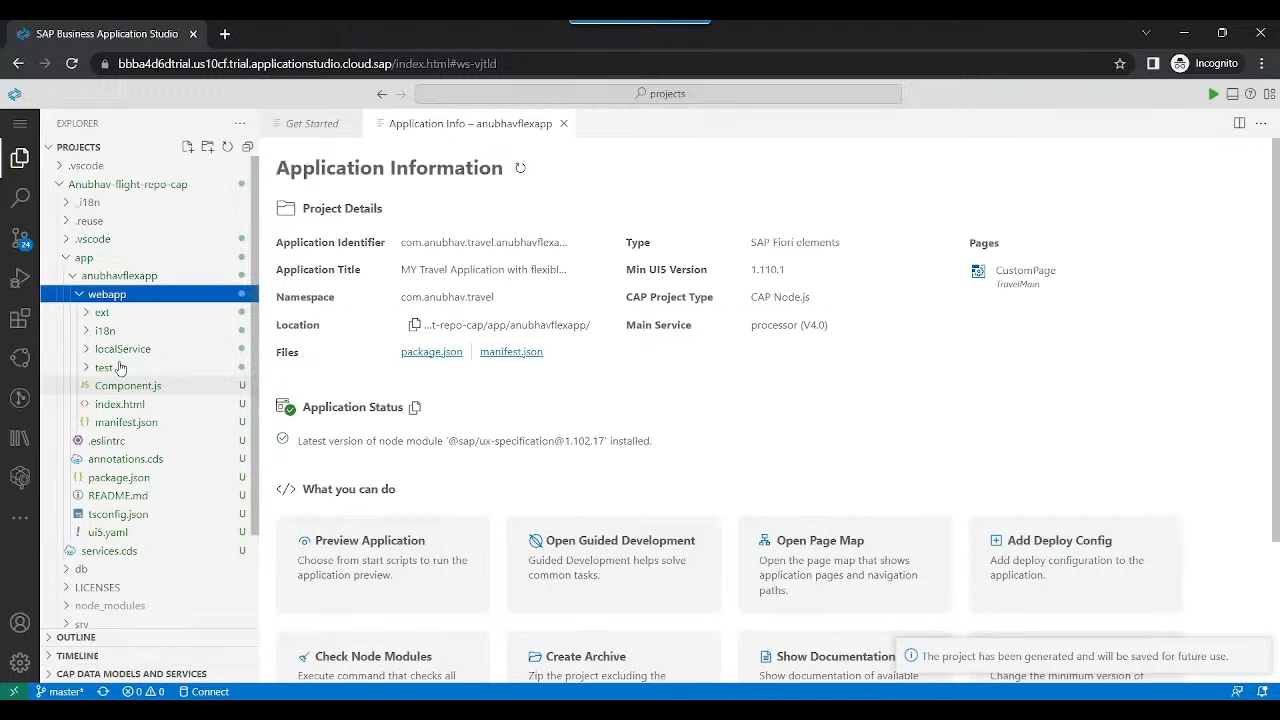 SAP Business Application Studio
bbba4d6dtrial.us10cf.trial.applicationstudio.cloud.sap/index.html#ws-vjtld
Incognito
projects
EXPLORER
Get Started
Application Info – anubhavflexapp
PROJECTS
.vscode
Anubhav-flight-repo-cap
_i18n
.reuse
.vscode
app
anubhavflexapp
webapp
ext
i18n
localService
test
JS Component.js U
index.html U
manifest.json U
.eslintrc U
annotations.cds U
package.json U
README.md U
tsconfig.json U
ui5.yaml U
services.cds U
db
LICENSES
node_modules
srv
OUTLINE
TIMELINE
CAP DATA MODELS AND SERVICES
24
Application Information
Project Details
Application Identifier com.anubhav.travel.anubhavflexa... Type SAP Fiori elements Pages
Application Title MY Travel Application with flexibl... Min UI5 Version 1.110.1 CustomPage
TravelMain
Namespace com.anubhav.travel CAP Project Type CAP Node.js
Location ...t-repo-cap/app/anubhavflexapp/ Main Service processor (V4.0)
Files package.json manifest.json
Application Status
Latest version of node module '@sap/ux-specification@1.102.17' installed.
What you can do
Preview Application
Choose from start scripts to run the
application preview.
Open Guided Development
Guided Development helps solve
common tasks.
Open Page Map
Open the page map that shows
application pages and navigation
paths.
Add Deploy Config
Add deploy configuration to the
application.
Check Node Modules
Execute command that checks all
Create Archive
Zip the project excluding the
Show Documentation
Show documentation of available
Change the minimum version of
The project has been generated and will be saved for future use.
master* 0 0 Connect